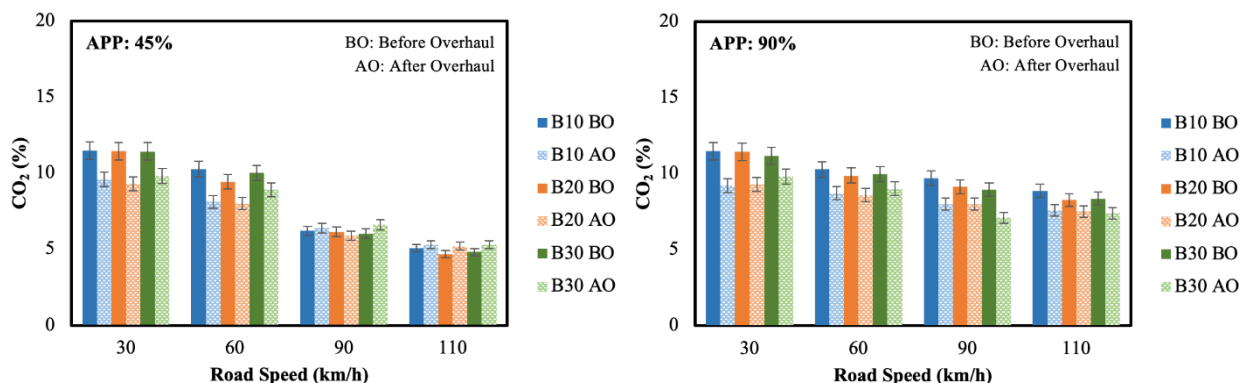 20
APP: 45%
BO: Before Overhaul
AO: After Overhaul
15
10
5
0
CO₂ (%)
30 60 90 110
Road Speed (km/h)
B10 BO
B10 AO
B20 BO
B20 AO
B30 BO
B30 AO
20
APP: 90%
BO: Before Overhaul
AO: After Overhaul
15
10
5
0
CO₂ (%)
30 60 90 110
Road Speed (km/h)
B10 BO
B10 AO
B20 BO
B20 AO
B30 BO
B30 AO